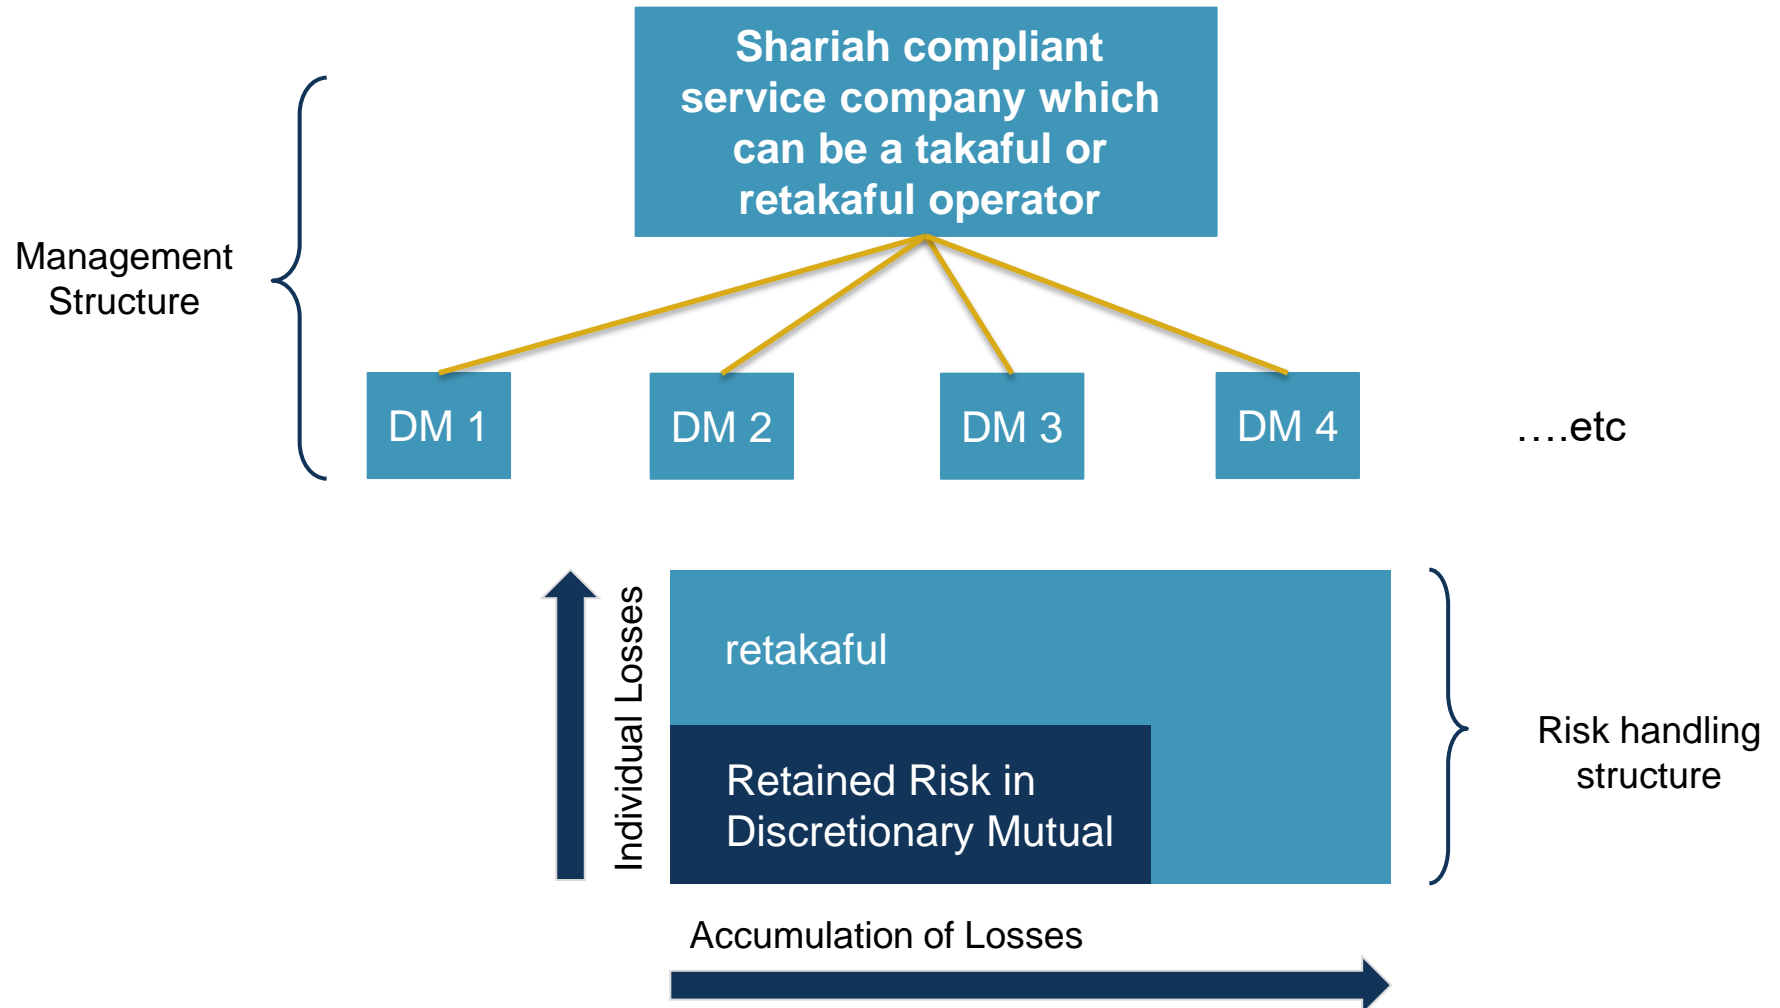 Shariah compliant
service company which
can be a takaful or
retakaful operator
Management
Structure
DM 1
DM 2
DM 3
DM 4
….etc
Individual Losses
retakaful
Retained Risk in
Discretionary Mutual
Risk handling
structure
Accumulation of Losses